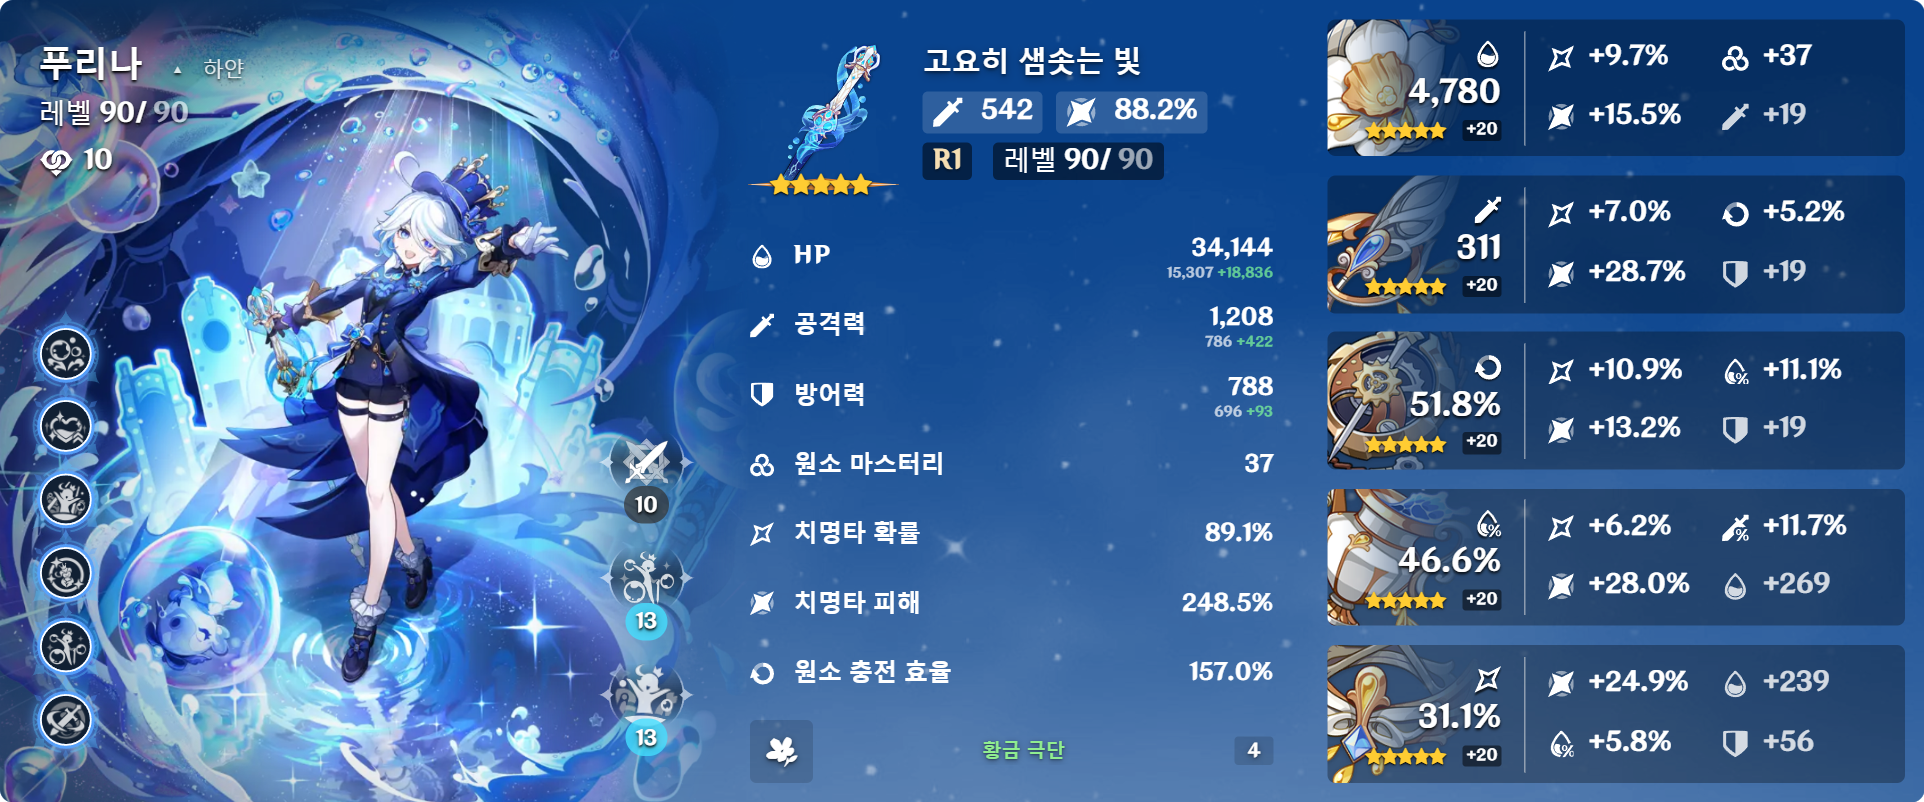 푸리나 ▲ 하얀
레벨 90/ 90
10
10
13
13
고요히 샘솟는 빛
542 88.2%
R1 레벨 90/ 90
HP 34,144
15,307 +18,836
공격력 1,208
786 +422
방어력 788
696 +93
원소 마스터리 37
치명타 확률 89.1%
치명타 피해 248.5%
원소 충전 효율 157.0%
황금 극단 4
4,780
+20
+9.7% +37
+15.5% +19
311
+20
+7.0% +5.2%
+28.7% +19
51.8%
+20
+10.9% +11.1%
+13.2% +19
46.6%
+20
+6.2% +11.7%
+28.0% +269
31.1%
+20
+24.9% +239
+5.8% +56